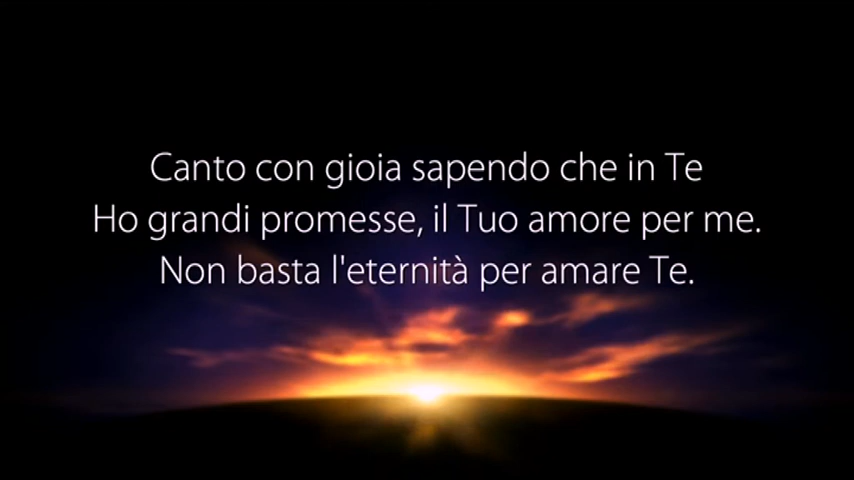 Canto con gioia sapendo che in Te
Ho grandi promesse, il Tuo amore per me.
Non basta l'eternità per amare Te.